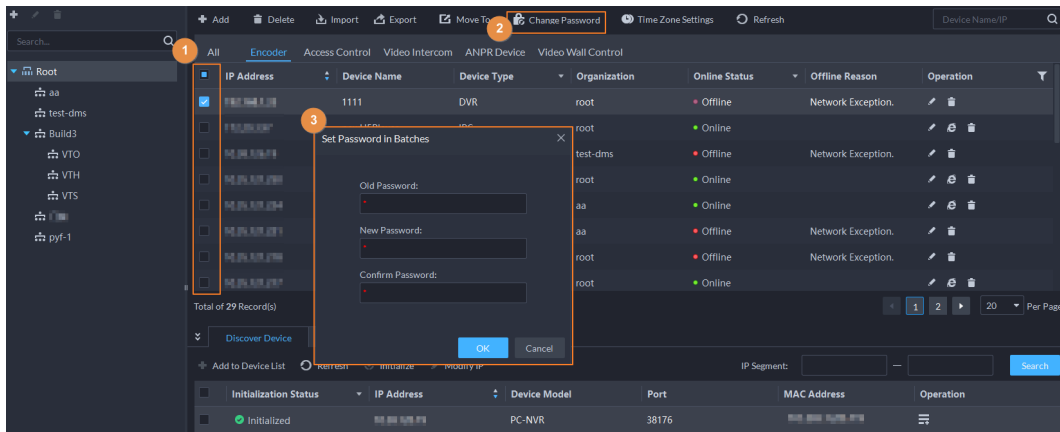 Add Delete Import Export Move To Change Password Time Zone Settings Refresh Device Name/IP
2
Search...
1
All Encoder Access Control Video Intercom ANPR Device Video Wall Control
Root
IP Address Device Name Device Type Organization Online Status Offline Reason Operation
aa
1111 DVR root Offline Network Exception.
test-dms
3
root Online
Build3
Set Password in Batches
VTO
test-dms Offline Network Exception.
VTH
Old Password:
*
root Online
VTS
aa Online
New Password:
*
pyf-1
aa Offline Network Exception.
root Offline Network Exception.
Confirm Password:
*
root Online
Total of 29 Record(s)
1 2 20 Per Page
Discover Device
OK Cancel
Add to Device List Refresh Initialize Modify IP IP Segment: — Search
Initialization Status IP Address Device Model Port MAC Address Operation
Initialized PC-NVR 38176